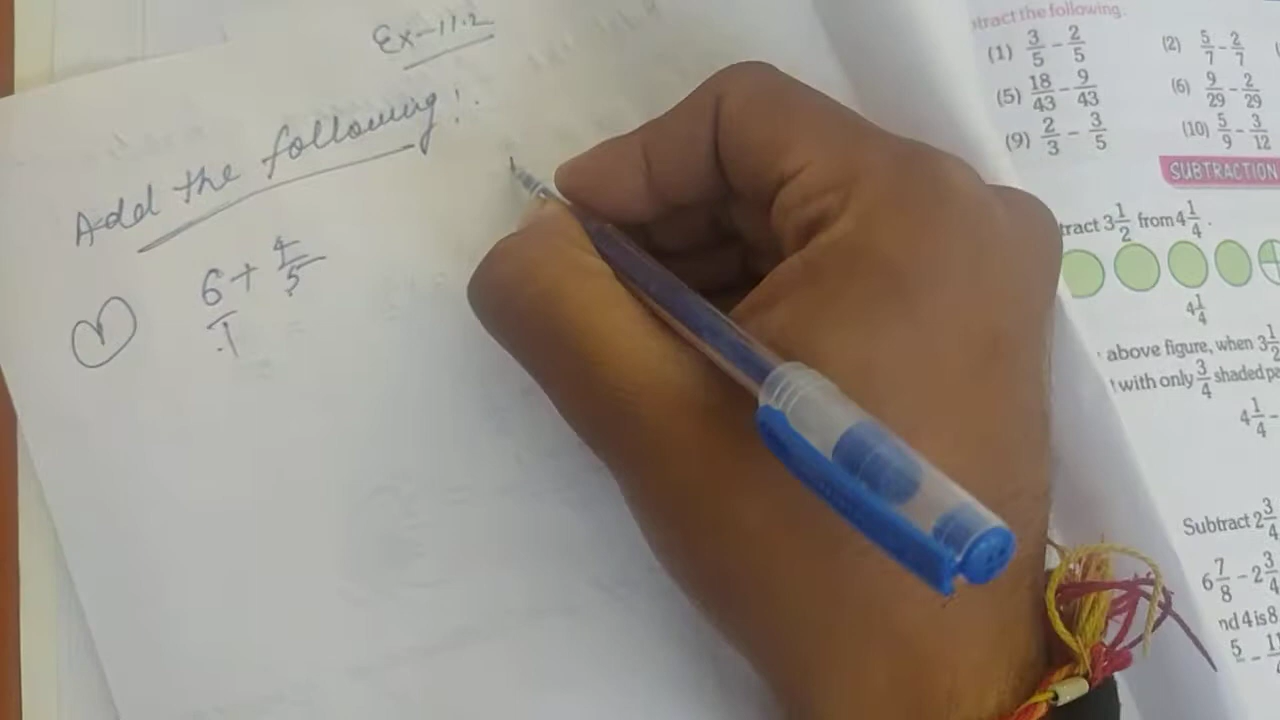 Ex-11.2
Add the following:
① 6/1 + 4/5
tract the following:
(1) 3/5 - 2/5 (2) 5/7 - 2/7
(5) 18/43 - 9/43 (6) 9/29 - 2/29
(9) 2/3 - 3/5 (10) 5/9 - 3/12
SUBTRACTION
tract 3 1/2 from 4 1/4 .
4 1/4
above figure, when 3 1/2
with only 3/4 shaded pa
4 1/4 -
Subtract 2 3/4
6 7/8 - 2 3/4
nd 4 is 8
5 - 11